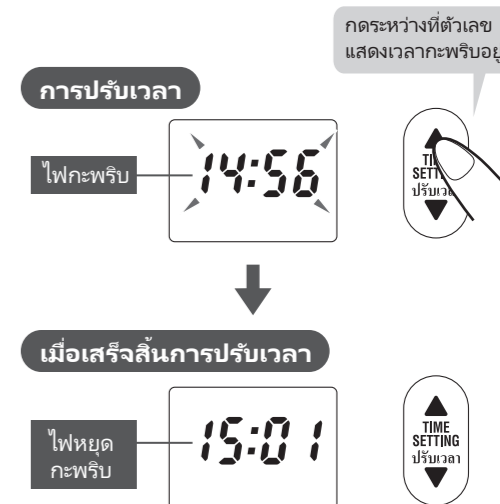 กดระหว่างที่ตัวเลข
แสดงเวลากะพริบอยู่
การปรับเวลา
ไฟกะพริบ
14:56
เมื่อเสร็จสิ้นการปรับเวลา
ไฟหยุด
กะพริบ
15:01
TIME
SETTING
ปรับเวลา